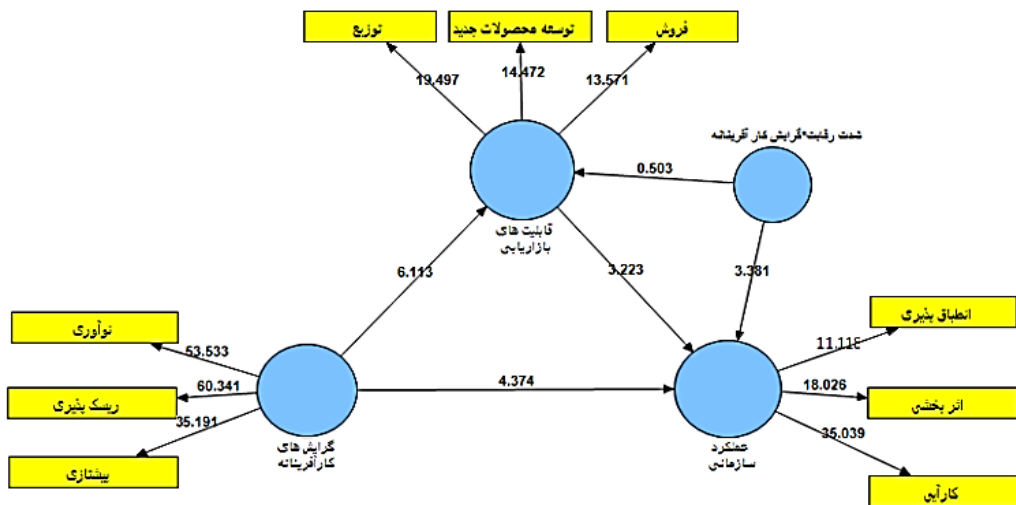 توزیع
توسعه محصولات جدید
فروش
19.497
14.472
13.571
شدت رقابت*گرایش کار آفرینانه
0.503
قابلیت های
بازاریابی
6.113
3.223
3.381
نوآوری
53.533
ریسک پذیری
60.341
35.191
پیشتازی
گرایش های
کارآفرینانه
4.374
انطباق پذیری
11.118
18.026
اثر بخشی
35.039
کارآیی
عملکرد
سازمانی